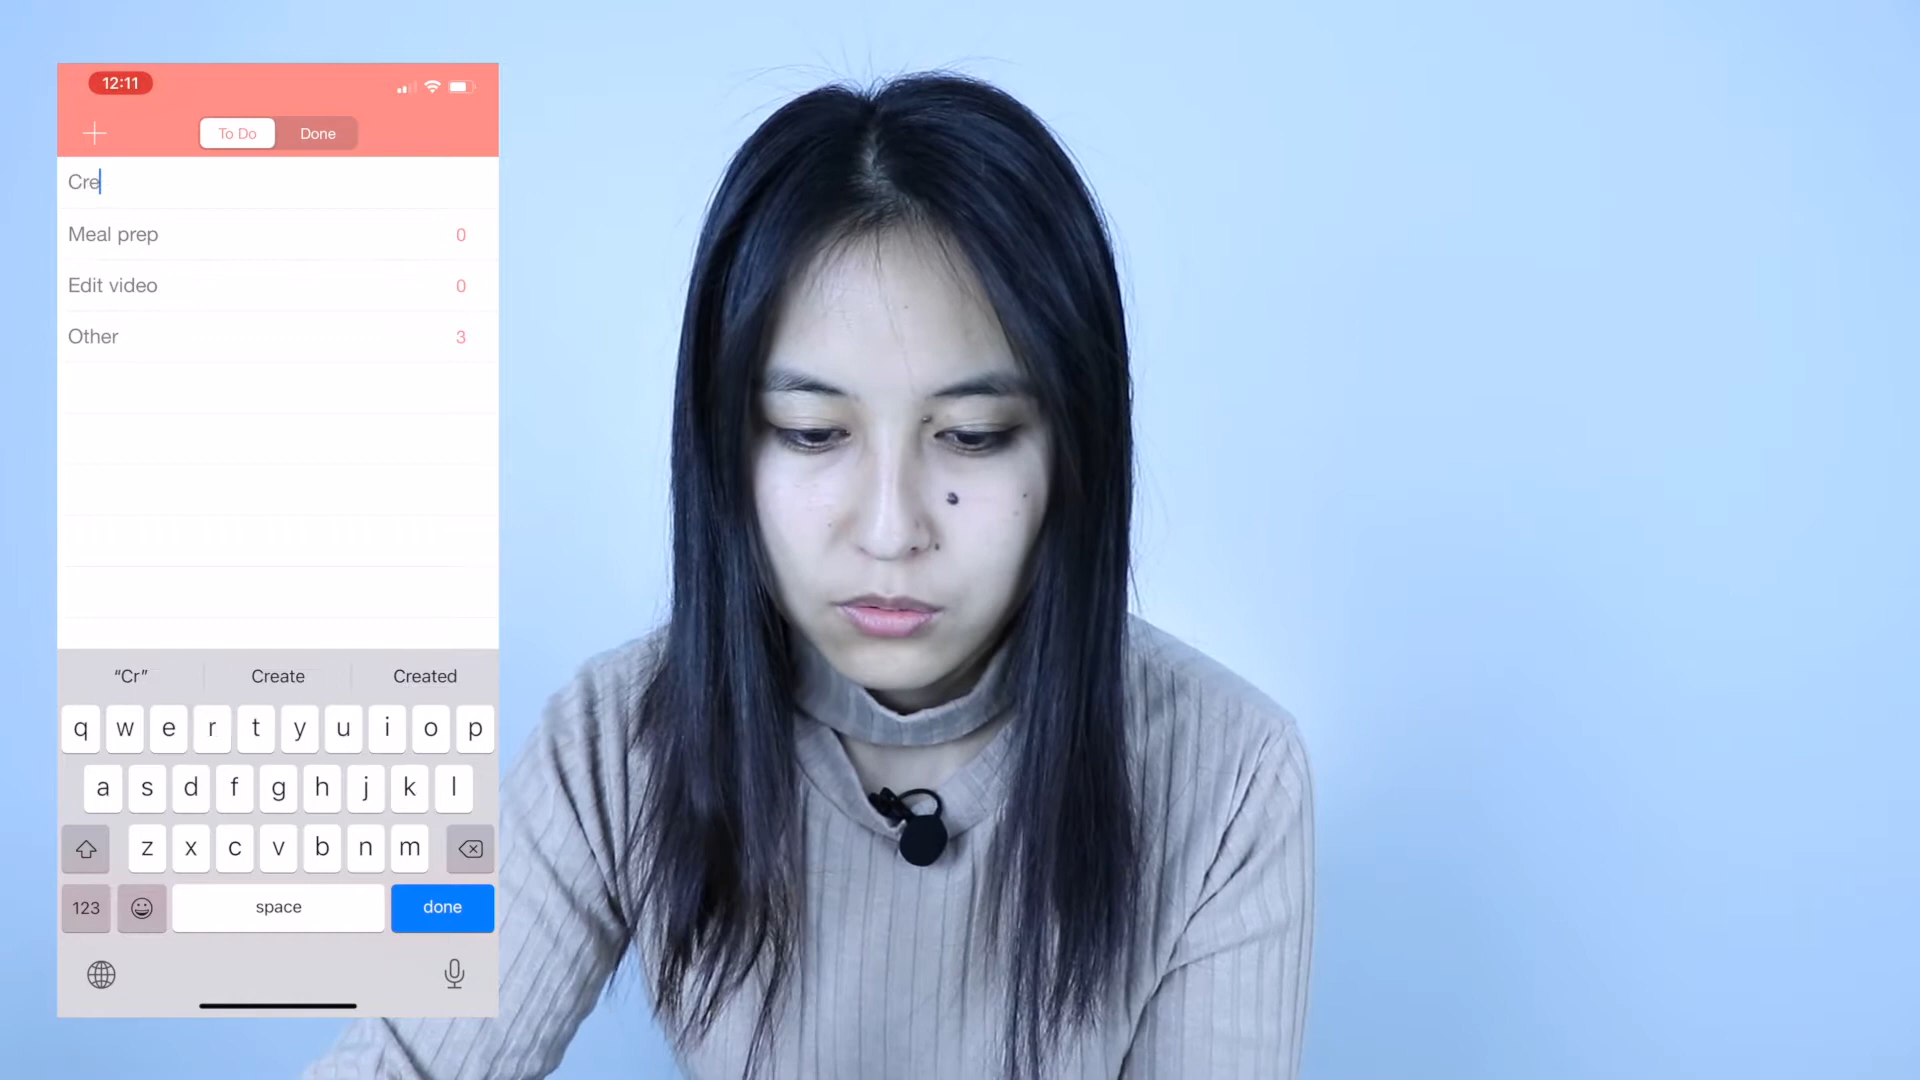 12:11
To Do Done
Cre
Meal prep 0
Edit video 0
Other 3
“Cr” Create Created
q w e r t y u i o p
a s d f g h j k l
z x c v b n m
123 space done